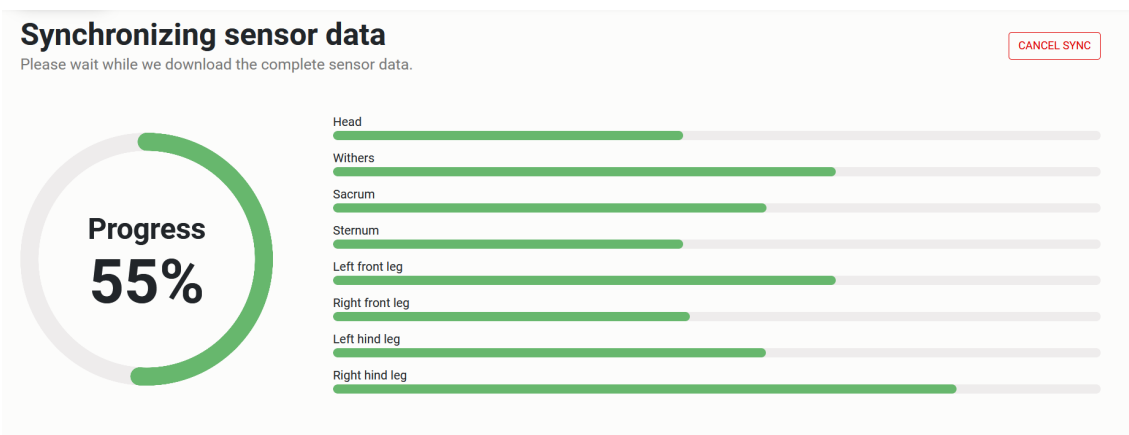 Synchronizing sensor data
Please wait while we download the complete sensor data.
CANCEL SYNC
Progress
55%
Head
Withers
Sacrum
Sternum
Left front leg
Right front leg
Left hind leg
Right hind leg